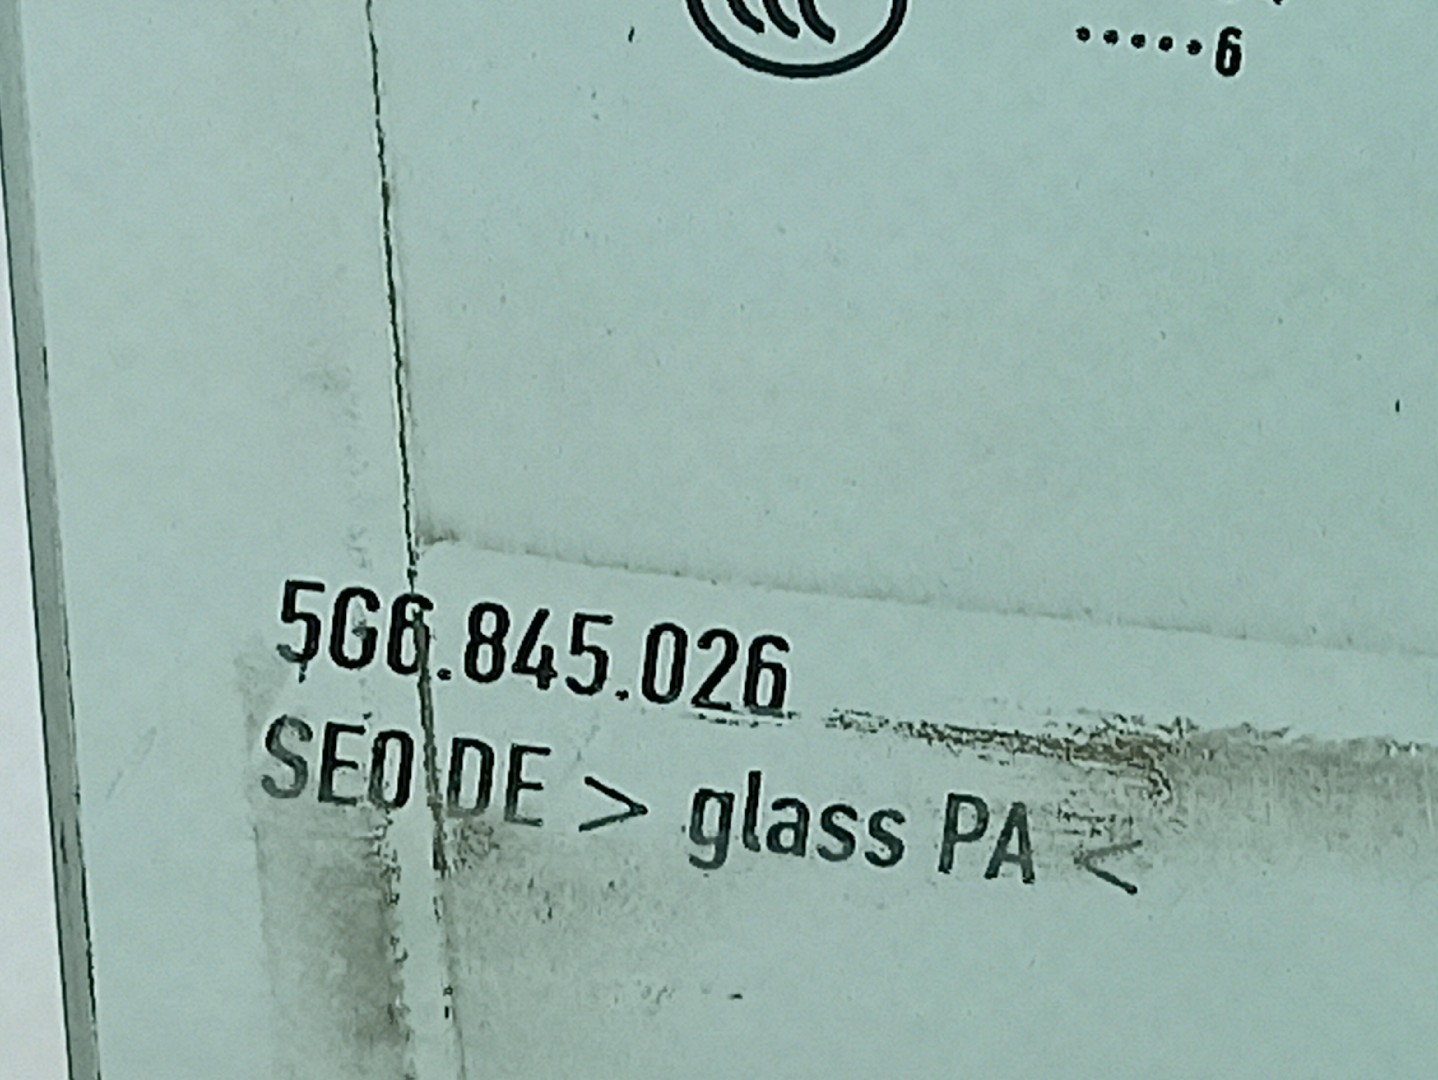 .....6
5G6.845.026
SEO DE > glass PA <